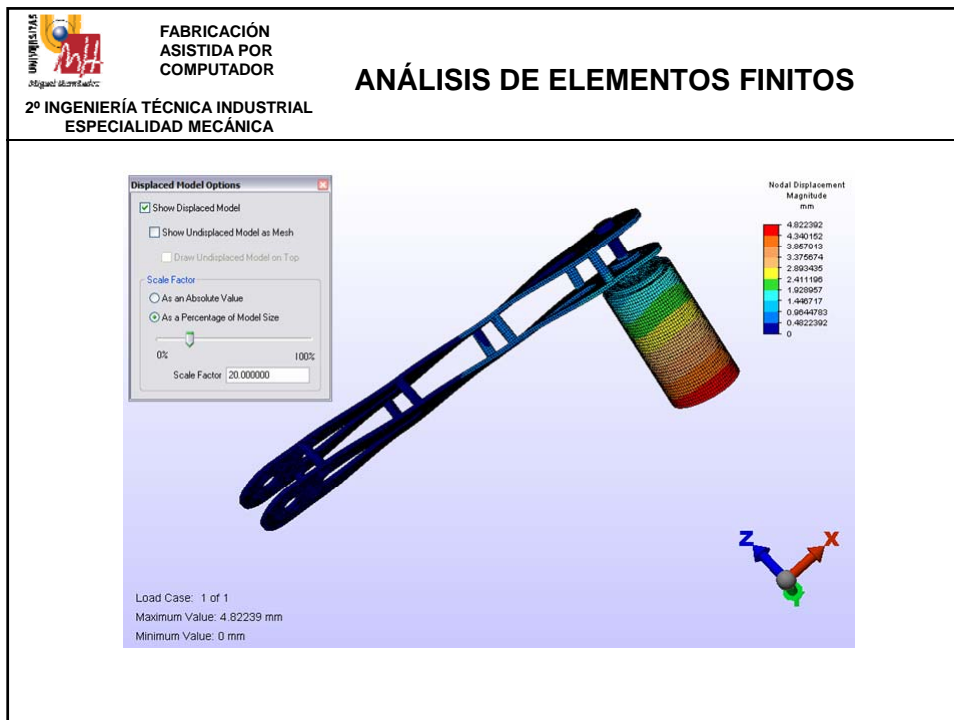 UNIVERSITAS
Miguel Hernández
FABRICACIÓN
ASISTIDA POR
COMPUTADOR
2º INGENIERÍA TÉCNICA INDUSTRIAL
ESPECIALIDAD MECÁNICA
ANÁLISIS DE ELEMENTOS FINITOS
Displaced Model Options
Show Displaced Model
Show Undisplaced Model as Mesh
Draw Undisplaced Model on Top
Scale Factor
As an Absolute Value
As a Percentage of Model Size
0% 100%
Scale Factor 20.000000
Nodal Displacement
Magnitude
mm
4.822392
4.340152
3.857913
3.375674
2.893435
2.411196
1.928957
1.446717
0.9644783
0.4822392
0
Z X
Y
Load Case: 1 of 1
Maximum Value: 4.82239 mm
Minimum Value: 0 mm